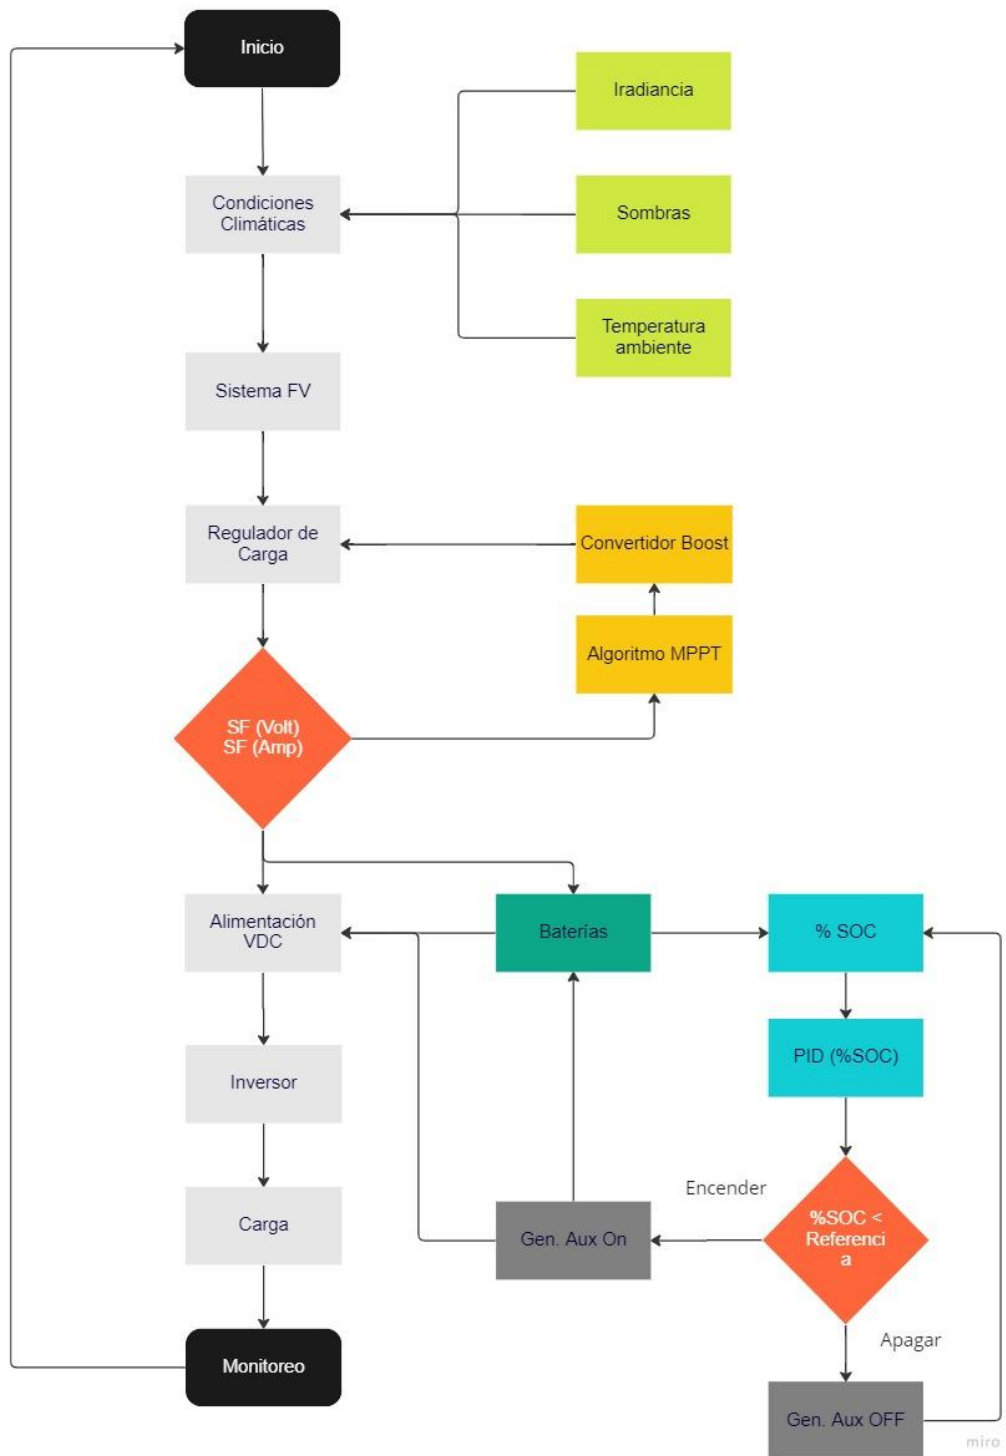 Inicio
Iradiancia
Condiciones
Climáticas
Sombras
Temperatura
ambiente
Sistema FV
Regulador de
Carga
Convertidor Boost
Algoritmo MPPT
SF (Volt)
SF (Amp)
Alimentación
VDC
Baterías
% SOC
PID (%SOC)
Inversor
Encender
%SOC <
Referenci
a
Gen. Aux On
Carga
Apagar
Monitoreo
Gen. Aux OFF
miro